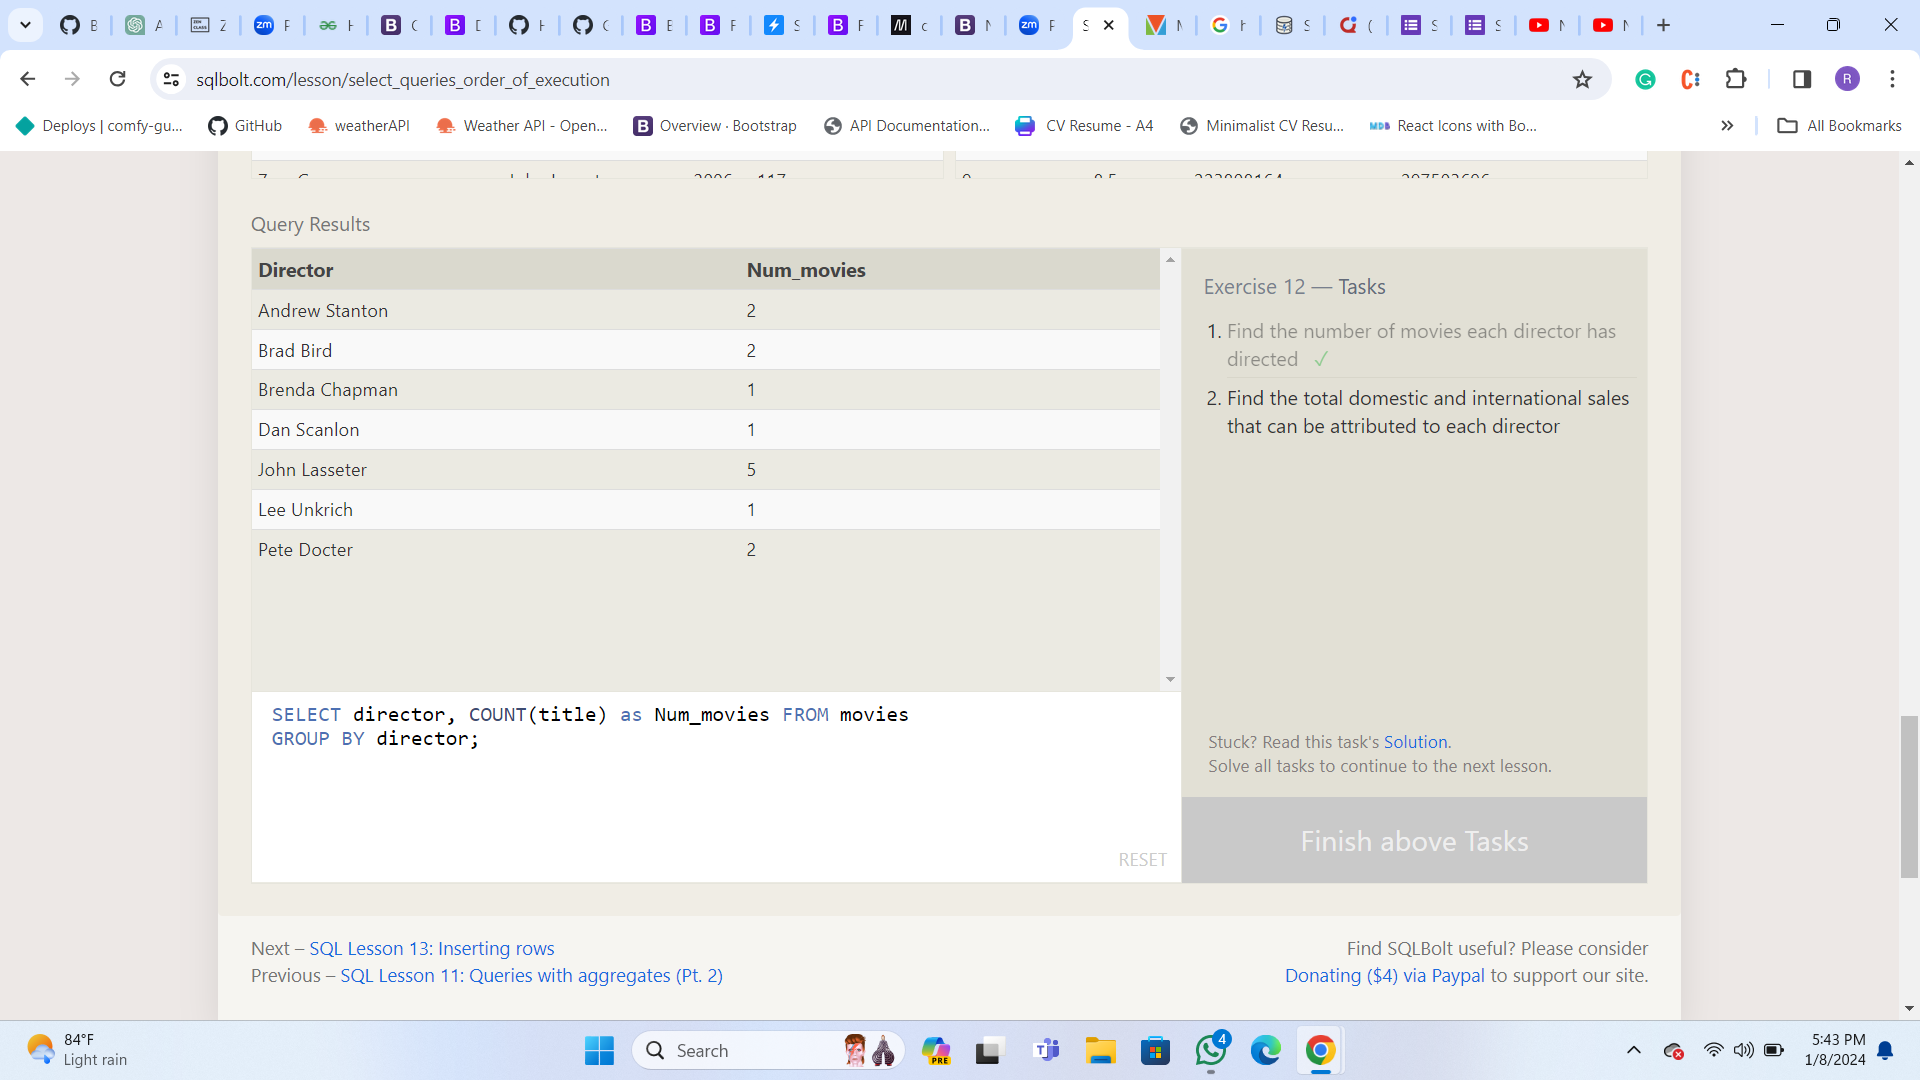 sqlbolt.com/lesson/select_queries_order_of_execution
Deploys | comfy-gu...
GitHub
weatherAPI
Weather API - Open...
Overview · Bootstrap
API Documentation...
CV Resume - A4
Minimalist CV Resu...
React Icons with Bo...
All Bookmarks
Query Results
Director Num_movies
Andrew Stanton 2
Brad Bird 2
Brenda Chapman 1
Dan Scanlon 1
John Lasseter 5
Lee Unkrich 1
Pete Docter 2
Exercise 12 — Tasks
1. Find the number of movies each director has
directed ✓
2. Find the total domestic and international sales
that can be attributed to each director
SELECT director, COUNT(title) as Num_movies FROM movies
GROUP BY director;
RESET
Stuck? Read this task's Solution.
Solve all tasks to continue to the next lesson.
Finish above Tasks
Next – SQL Lesson 13: Inserting rows
Previous – SQL Lesson 11: Queries with aggregates (Pt. 2)
Find SQLBolt useful? Please consider
Donating ($4) via Paypal to support our site.
84°F
Light rain
Search
PRE
4
5:43 PM
1/8/2024